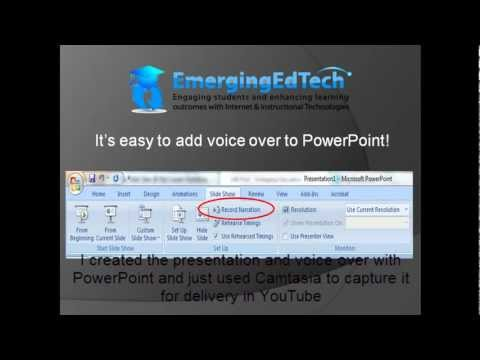 EmergingEdTech
Engaging students and enhancing learning
outcomes with Internet & Instructional Technologies
It's easy to add voice over to PowerPoint!
Presentation1 - Microsoft PowerPoint
Home Insert Design Animations Slide Show Review View Add-Ins Acrobat
From Beginning
From Current Slide
Custom Slide Show
Set Up Slide Show
Hide Slide
Record Narration
Rehearse Timings
Use Rehearsed Timings
Resolution: Use Current Resolution
Show Presentation On:
Use Presenter View
Start Slide Show Set Up Monitors
I created the presentation and voice over with
PowerPoint and just used Camtasia to capture it
for delivery in YouTube